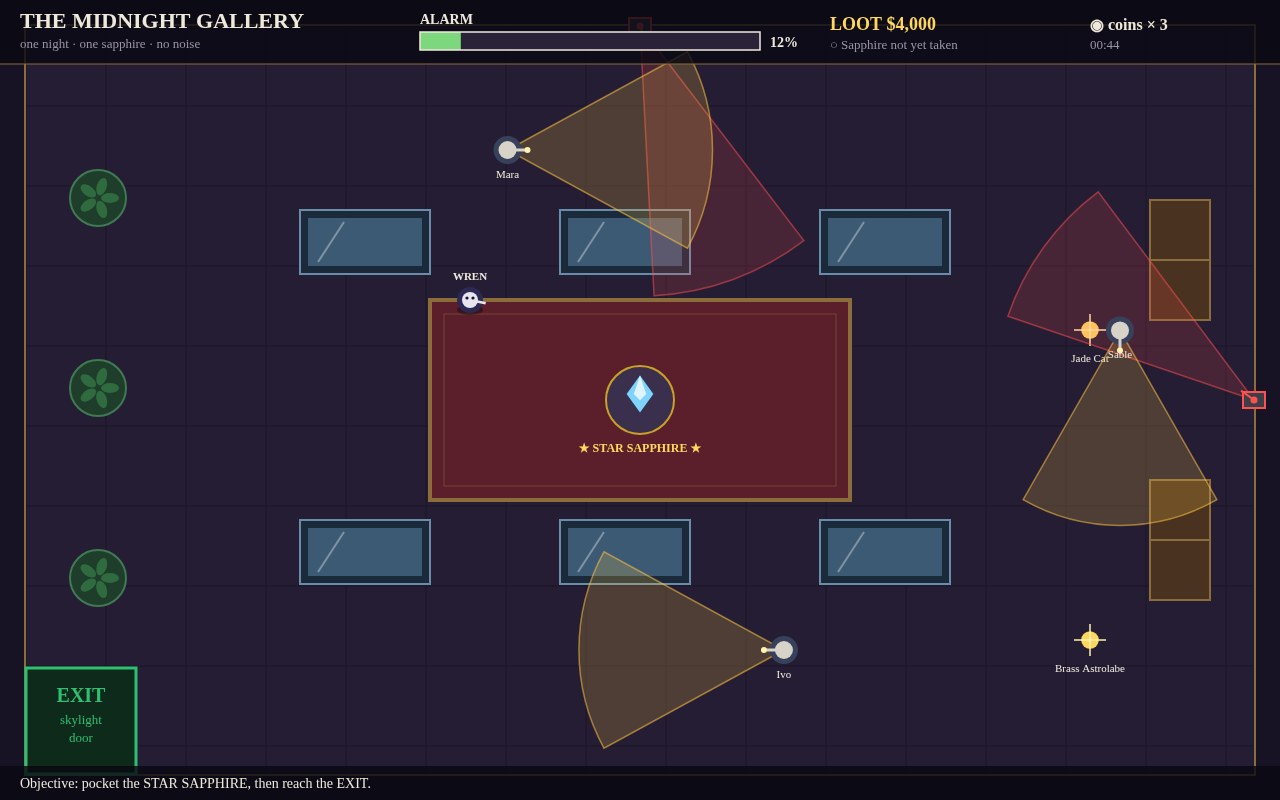 THE MIDNIGHT GALLERY
one night · one sapphire · no noise
ALARM
12%
LOOT $4,000
○ Sapphire not yet taken
◉ coins × 3
00:44
Mara
WREN
Jade Cat
Sable
★ STAR SAPPHIRE ★
Ivo
Brass Astrolabe
EXIT
skylight
door
Objective: pocket the STAR SAPPHIRE, then reach the EXIT.